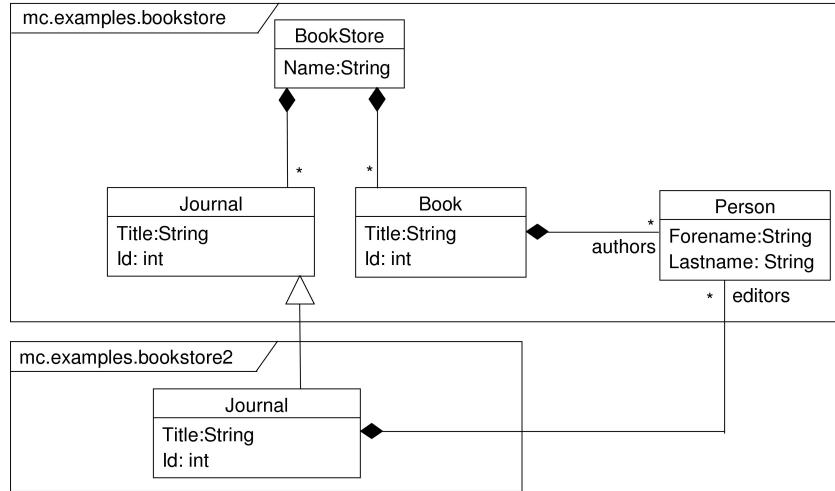 mc.examples.bookstore
BookStore
Name:String
*
*
Journal
Title:String
Id: int
Book
Title:String
Id: int
*
authors
Person
Forename:String
Lastname: String
* editors
mc.examples.bookstore2
Journal
Title:String
Id: int